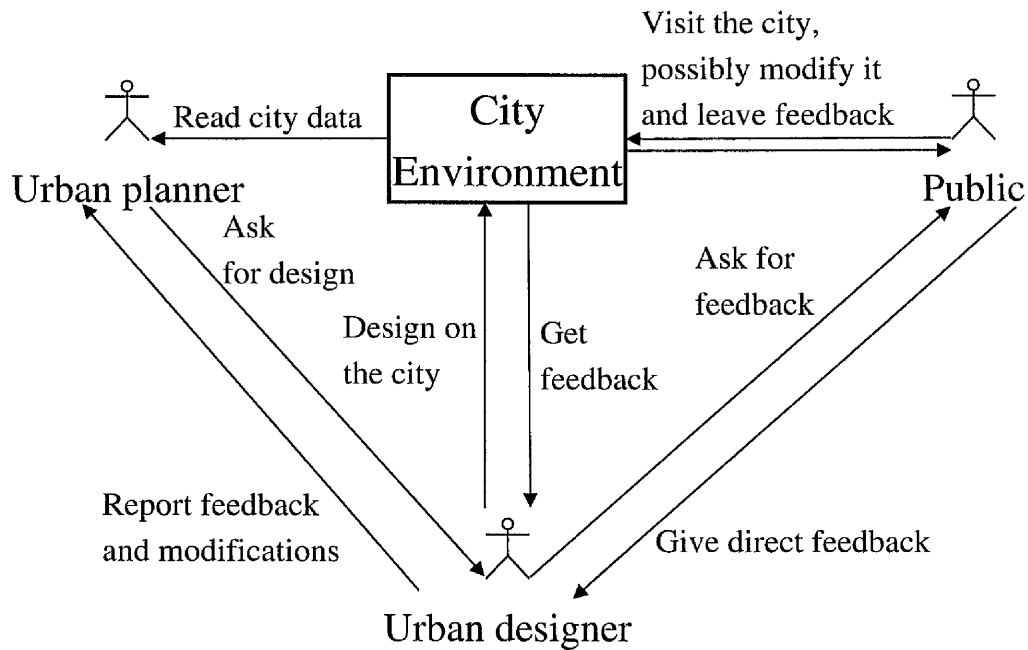 Visit the city,
possibly modify it
and leave feedback
City
Environment
Read city data
Urban planner
Public
Ask
for design
Ask for
feedback
Design on
the city
Get
feedback
Report feedback
and modifications
Give direct feedback
Urban designer